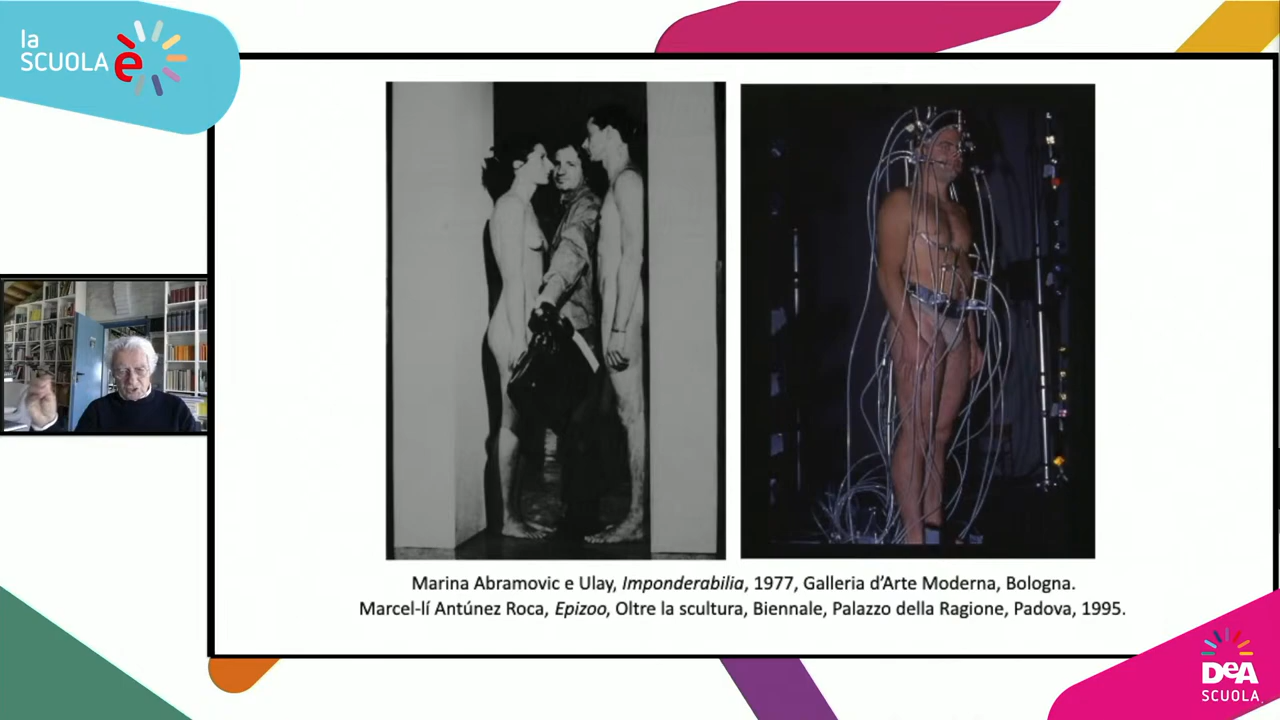 la
SCUOLA è
Marina Abramovic e Ulay, Imponderabilia, 1977, Galleria d’Arte Moderna, Bologna.
Marcel-lí Antúnez Roca, Epizoo, Oltre la scultura, Biennale, Palazzo della Ragione, Padova, 1995.
DeA
SCUOLA